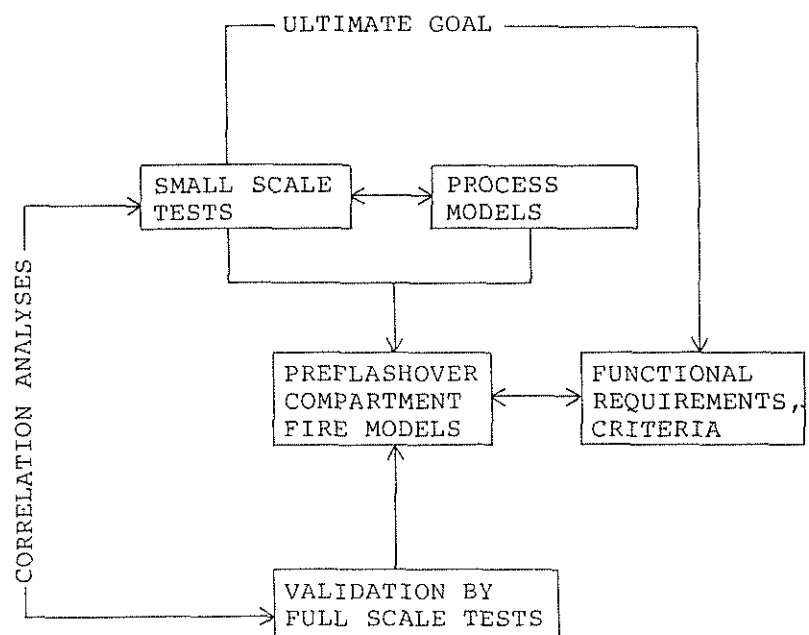 ULTIMATE GOAL
SMALL SCALE
TESTS
PROCESS
MODELS
CORRELATION ANALYSES
PREFLASHOVER
COMPARTMENT
FIRE MODELS
FUNCTIONAL
REQUIREMENTS,
CRITERIA
VALIDATION BY
FULL SCALE TESTS